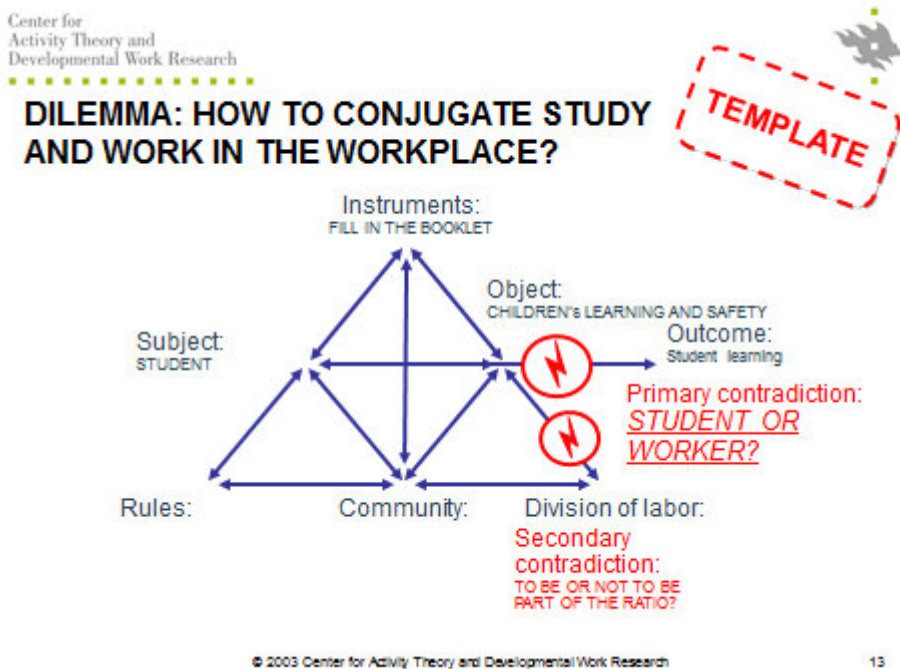 Center for
Activity Theory and
Developmental Work Research
TEMPLATE
DILEMMA: HOW TO CONJUGATE STUDY
AND WORK IN THE WORKPLACE?
Instruments:
FILL IN THE BOOKLET
Object:
CHILDREN's LEARNING AND SAFETY
Subject:
STUDENT
Outcome:
Student learning
Primary contradiction:
STUDENT OR
WORKER?
Rules:
Community:
Division of labor:
Secondary
contradiction:
TO BE OR NOT TO BE
PART OF THE RATIO?
© 2003 Center for Activity Theory and Developmental Work Research
13